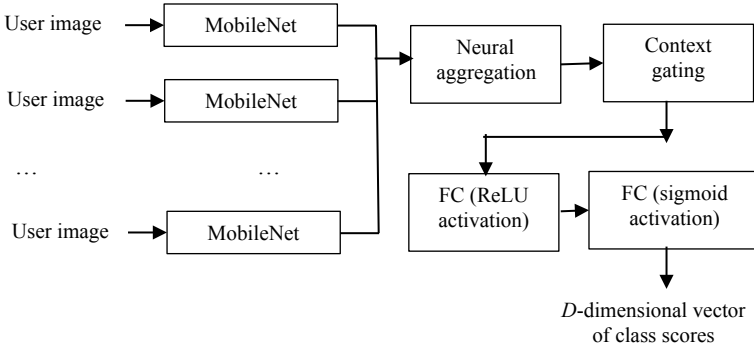 User image
MobileNet
Neural
aggregation
Context
gating
User image
MobileNet
...
...
FC (ReLU
activation)
FC (sigmoid
activation)
User image
MobileNet
D-dimensional vector
of class scores